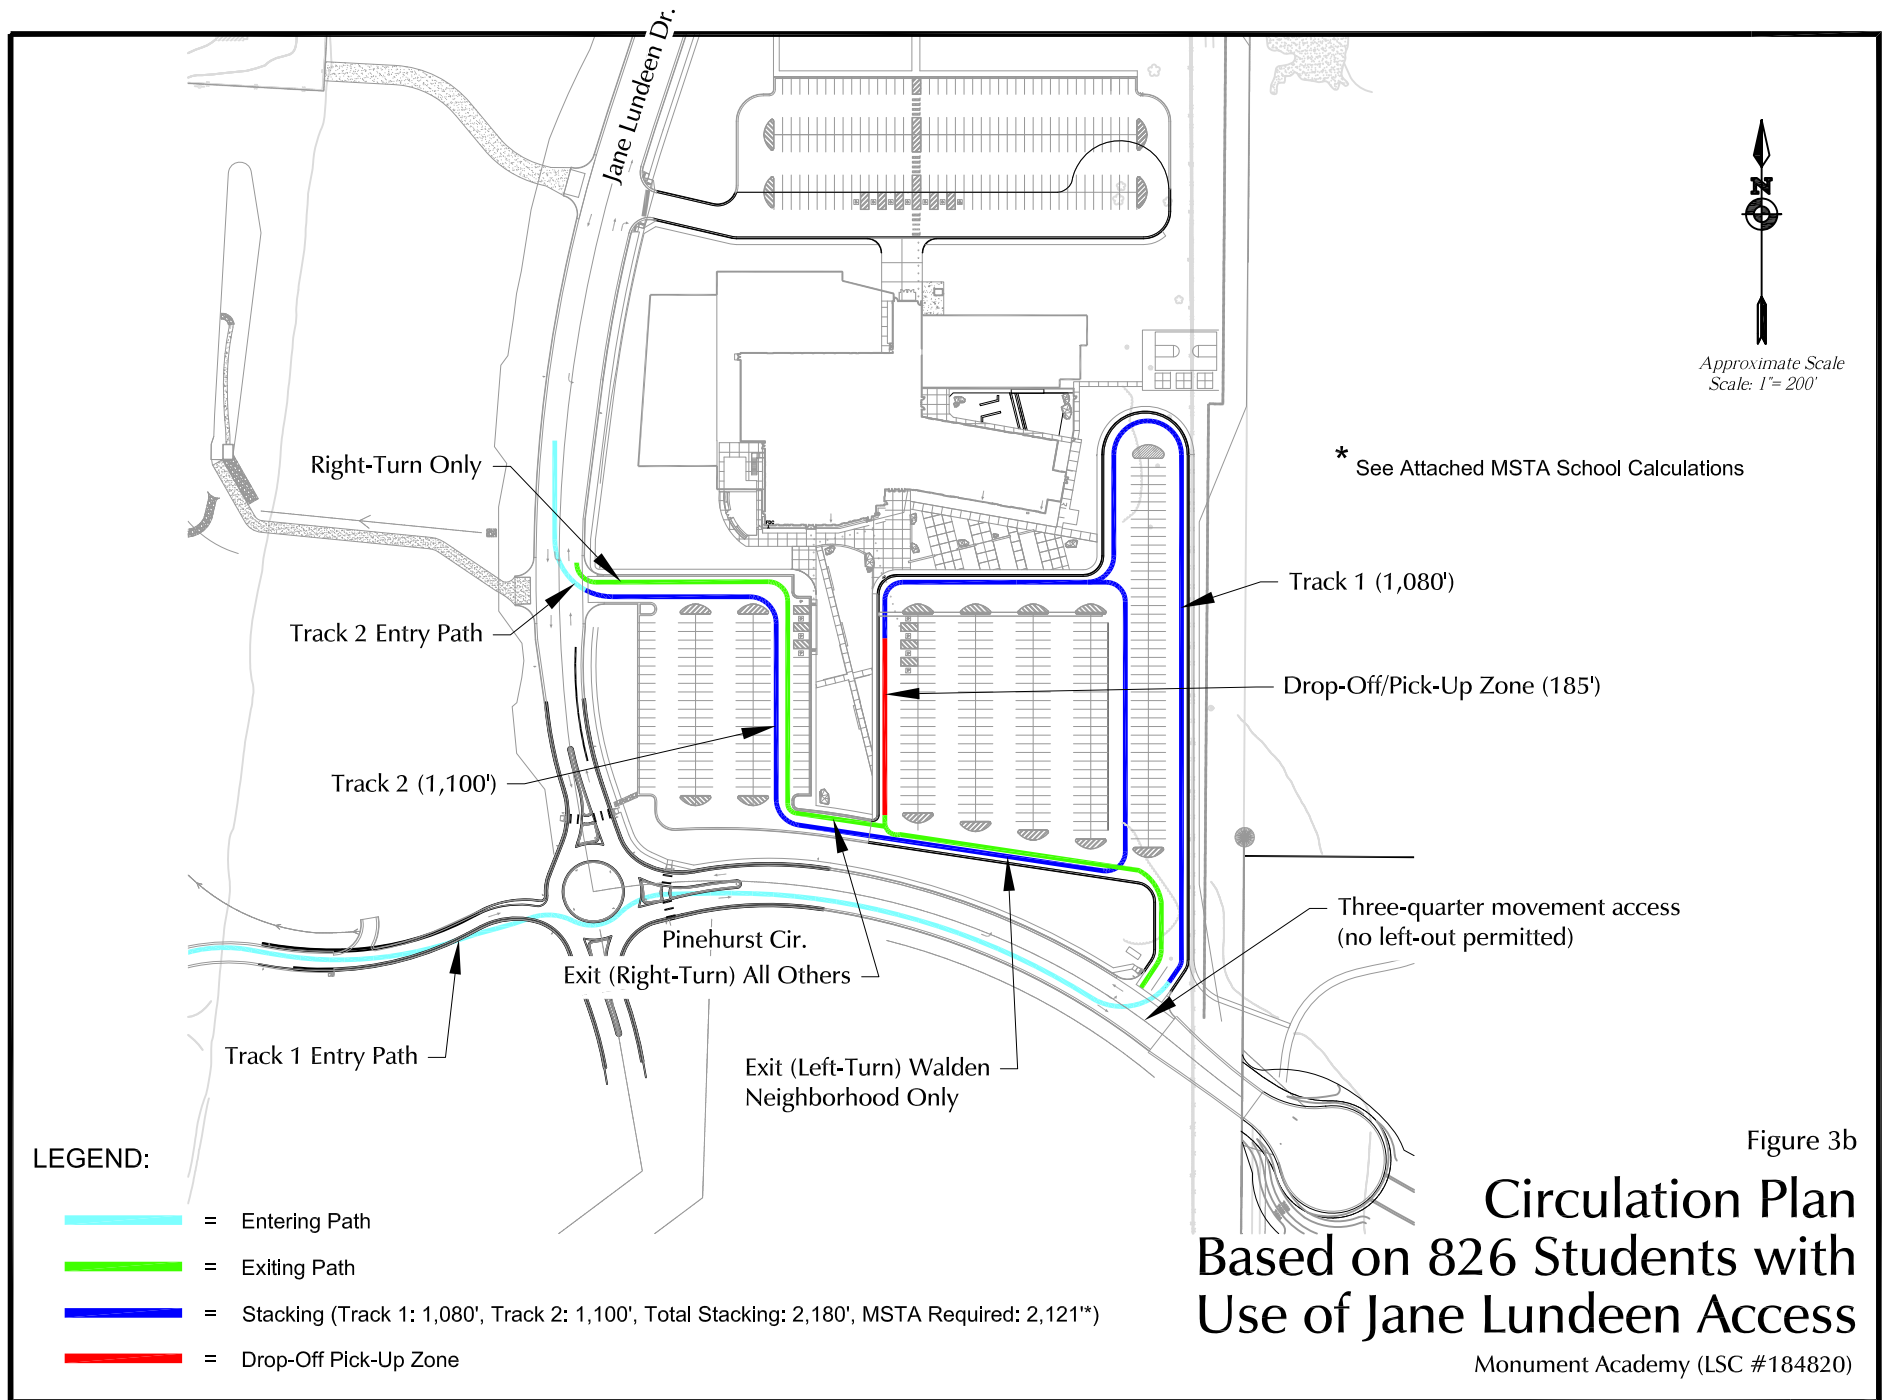 Jane Lundeen Dr.
N
Approximate Scale
Scale: 1"= 200'
Right-Turn Only
* See Attached MSTA School Calculations
FDC
Track 1 (1,080')
Track 2 Entry Path
Drop-Off/Pick-Up Zone (185')
Track 2 (1,100')
Three-quarter movement access
(no left-out permitted)
Pinehurst Cir.
Exit (Right-Turn) All Others
Track 1 Entry Path
Exit (Left-Turn) Walden
Neighborhood Only
Figure 3b
LEGEND:
Circulation Plan
Based on 826 Students with
Use of Jane Lundeen Access
Monument Academy (LSC #184820)
= Entering Path
= Exiting Path
= Stacking (Track 1: 1,080', Track 2: 1,100', Total Stacking: 2,180', MSTA Required: 2,121'*)
= Drop-Off Pick-Up Zone